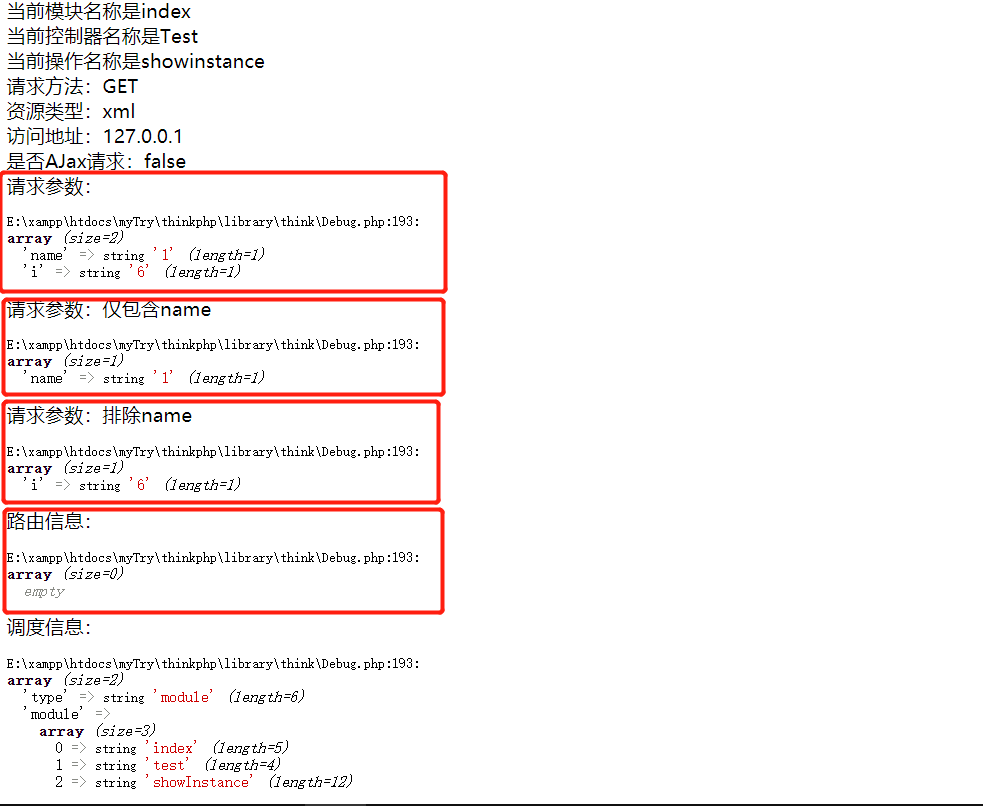 当前模块名称是index
当前控制器名称是Test
当前操作名称是showinstance
请求方法：GET
资源类型：xml
访问地址：127.0.0.1
是否AJax请求：false
请求参数：
E:\xampp\htdocs\myTry\thinkphp\library\think\Debug.php:193:
array (size=2)
  'name' => string '1' (length=1)
  'i' => string '6' (length=1)
请求参数：仅包含name
E:\xampp\htdocs\myTry\thinkphp\library\think\Debug.php:193:
array (size=1)
  'name' => string '1' (length=1)
请求参数：排除name
E:\xampp\htdocs\myTry\thinkphp\library\think\Debug.php:193:
array (size=1)
  'i' => string '6' (length=1)
路由信息：
E:\xampp\htdocs\myTry\thinkphp\library\think\Debug.php:193:
array (size=0)
  empty
调度信息：
E:\xampp\htdocs\myTry\thinkphp\library\think\Debug.php:193:
array (size=2)
  'type' => string 'module' (length=6)
  'module' =>
    array (size=3)
      0 => string 'index' (length=5)
      1 => string 'test' (length=4)
      2 => string 'showInstance' (length=12)